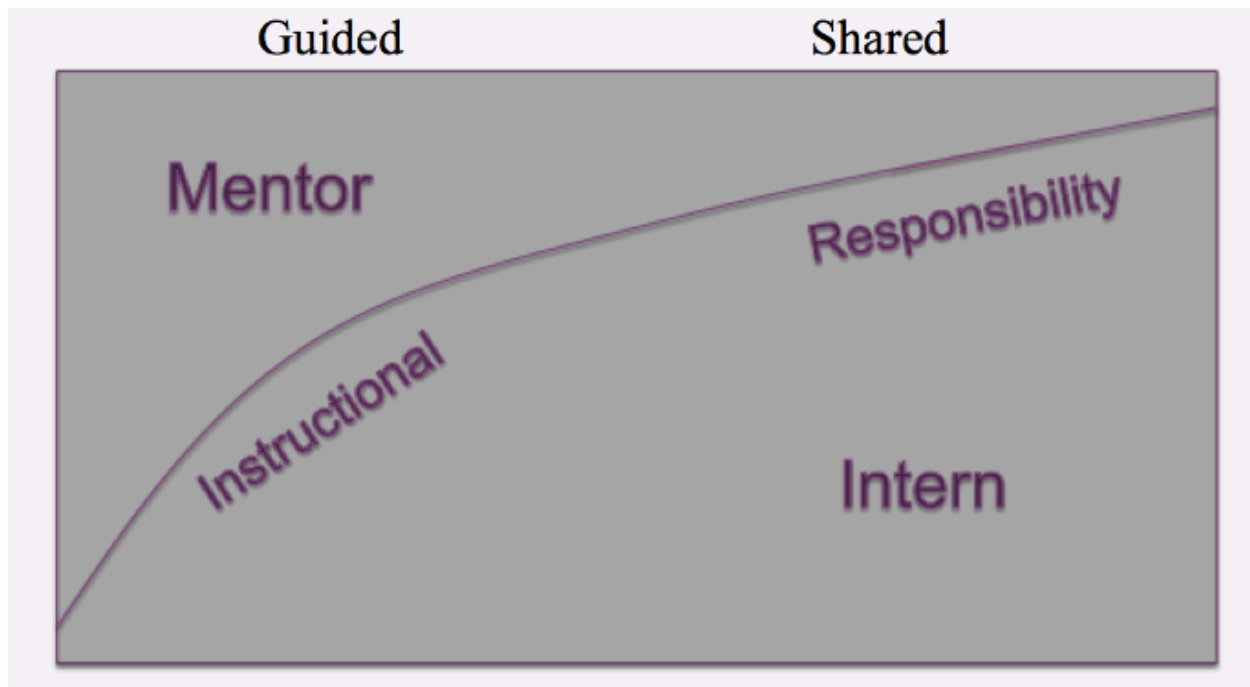 Guided Shared
Mentor
Responsibility
Instructional
Intern